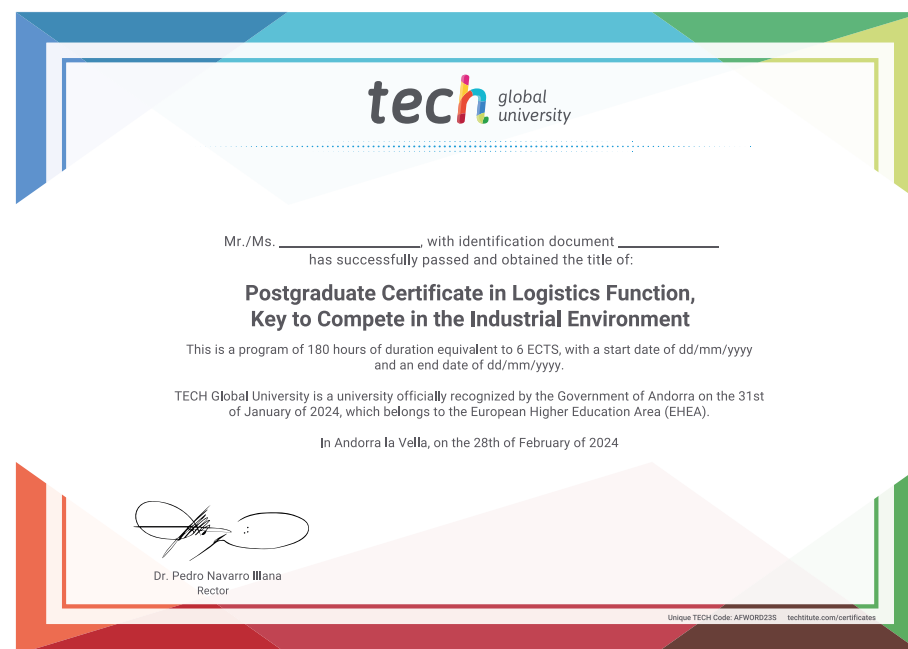 tech global university
Mr./Ms. ____________________, with identification document ______________
has successfully passed and obtained the title of:
Postgraduate Certificate in Logistics Function,
Key to Compete in the Industrial Environment
This is a program of 180 hours of duration equivalent to 6 ECTS, with a start date of dd/mm/yyyy
and an end date of dd/mm/yyyy.
TECH Global University is a university officially recognized by the Government of Andorra on the 31st
of January of 2024, which belongs to the European Higher Education Area (EHEA).
In Andorra la Vella, on the 28th of February of 2024
Dr. Pedro Navarro Illana
Rector
Unique TECH Code: AFWORD23S techtitute.com/certificates